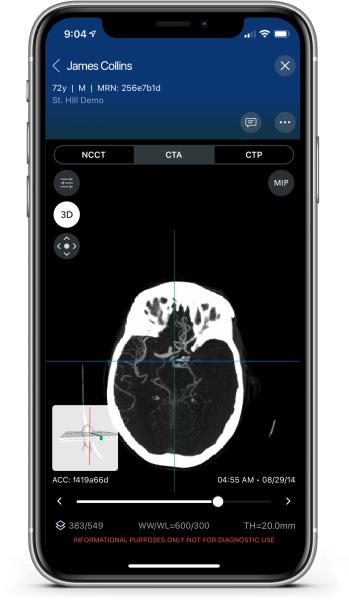 9:04
James Collins
72y | M | MRN: 256e7b1d
St. Hill Demo
NCCT CTA CTP
3D MIP
ACC: f419a66d 04:55 AM • 08/29/14
383/549 WW/WL=600/300 TH=20.0mm
INFORMATIONAL PURPOSES ONLY NOT FOR DIAGNOSTIC USE